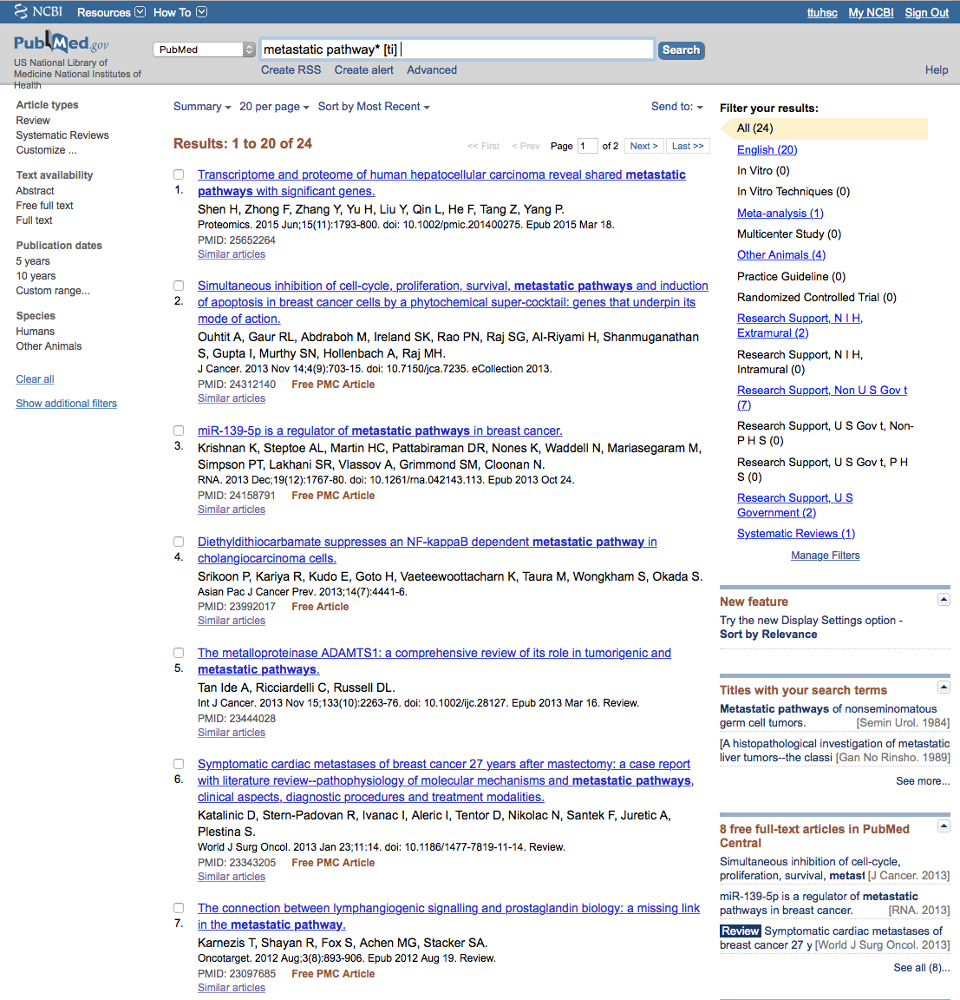 NCBI Resources How To ttuhsc My NCBI Sign Out
PubMed.gov
US National Library of
Medicine National Institutes of
Health
PubMed
metastatic pathway* [ti]
Search
Create RSS Create alert Advanced
Help
Article types
Review
Systematic Reviews
Customize ...
Text availability
Abstract
Free full text
Full text
Publication dates
5 years
10 years
Custom range...
Species
Humans
Other Animals
Clear all
Show additional filters
Summary 20 per page Sort by Most Recent Send to:
Results: 1 to 20 of 24
<< First < Prev Page 1 of 2 Next > Last >>
1. Transcriptome and proteome of human hepatocellular carcinoma reveal shared metastatic
pathways with significant genes.
Shen H, Zhong F, Zhang Y, Yu H, Liu Y, Qin L, He F, Tang Z, Yang P.
Proteomics. 2015 Jun;15(11):1793-800. doi: 10.1002/pmic.201400275. Epub 2015 Mar 18.
PMID: 25652264
Similar articles
2. Simultaneous inhibition of cell-cycle, proliferation, survival, metastatic pathways and induction
of apoptosis in breast cancer cells by a phytochemical super-cocktail: genes that underpin its
mode of action.
Ouhtit A, Gaur RL, Abdraboh M, Ireland SK, Rao PN, Raj SG, Al-Riyami H, Shanmuganathan
S, Gupta I, Murthy SN, Hollenbach A, Raj MH.
J Cancer. 2013 Nov 14;4(9):703-15. doi: 10.7150/jca.7235. eCollection 2013.
PMID: 24312140 Free PMC Article
Similar articles
3. miR-139-5p is a regulator of metastatic pathways in breast cancer.
Krishnan K, Steptoe AL, Martin HC, Pattabiraman DR, Nones K, Waddell N, Mariasegaram M,
Simpson PT, Lakhani SR, Vlassov A, Grimmond SM, Cloonan N.
RNA. 2013 Dec;19(12):1767-80. doi: 10.1261/rna.042143.113. Epub 2013 Oct 24.
PMID: 24158791 Free PMC Article
Similar articles
4. Diethyldithiocarbamate suppresses an NF-kappaB dependent metastatic pathway in
cholangiocarcinoma cells.
Srikoon P, Kariya R, Kudo E, Goto H, Vaeteewoottacharn K, Taura M, Wongkham S, Okada S.
Asian Pac J Cancer Prev. 2013;14(7):4441-6.
PMID: 23992017 Free Article
Similar articles
5. The metalloproteinase ADAMTS1: a comprehensive review of its role in tumorigenic and
metastatic pathways.
Tan Ide A, Ricciardelli C, Russell DL.
Int J Cancer. 2013 Nov 15;133(10):2263-76. doi: 10.1002/ijc.28127. Epub 2013 Mar 16. Review.
PMID: 23444028
Similar articles
6. Symptomatic cardiac metastases of breast cancer 27 years after mastectomy: a case report
with literature review--pathophysiology of molecular mechanisms and metastatic pathways,
clinical aspects, diagnostic procedures and treatment modalities.
Katalinic D, Stern-Padovan R, Ivanac I, Aleric I, Tentor D, Nikolac N, Santek F, Juretic A,
Plestina S.
World J Surg Oncol. 2013 Jan 23;11:14. doi: 10.1186/1477-7819-11-14. Review.
PMID: 23343205 Free PMC Article
Similar articles
7. The connection between lymphangiogenic signalling and prostaglandin biology: a missing link
in the metastatic pathway.
Karnezis T, Shayan R, Fox S, Achen MG, Stacker SA.
Oncotarget. 2012 Aug;3(8):893-906. Epub 2012 Aug 19. Review.
PMID: 23097685 Free PMC Article
Similar articles
Filter your results:
All (24)
English (20)
In Vitro (0)
In Vitro Techniques (0)
Meta-analysis (1)
Multicenter Study (0)
Other Animals (4)
Practice Guideline (0)
Randomized Controlled Trial (0)
Research Support, N I H,
Extramural (2)
Research Support, N I H,
Intramural (0)
Research Support, Non U S Gov t
(7)
Research Support, U S Gov t, Non-
P H S (0)
Research Support, U S Gov t, P H
S (0)
Research Support, U S
Government (2)
Systematic Reviews (1)
Manage Filters
New feature
Try the new Display Settings option -
Sort by Relevance
Titles with your search terms
Metastatic pathways of nonseminomatous
germ cell tumors. [Semin Urol. 1984]
[A histopathological investigation of metastatic
liver tumors--the classi [Gan No Rinsho. 1989]
See more...
8 free full-text articles in PubMed
Central
Simultaneous inhibition of cell-cycle,
proliferation, survival, metast [J Cancer. 2013]
miR-139-5p is a regulator of metastatic
pathways in breast cancer. [RNA. 2013]
Review Symptomatic cardiac metastases of
breast cancer 27 y [World J Surg Oncol. 2013]
See all (8)...